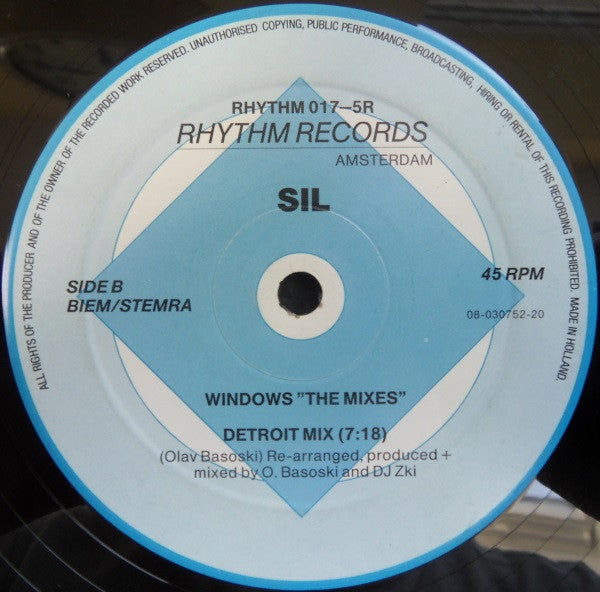 ALL RIGHTS OF THE PRODUCER AND OF THE OWNER OF THE RECORDED WORK RESERVED. UNAUTHORISED COPYING, PUBLIC PERFORMANCE, BROADCASTING, HIRING OR RENTAL OF THIS RECORDING PROHIBITED. MADE IN HOLLAND.
RHYTHM 017—5R
RHYTHM RECORDS
AMSTERDAM
SIL
SIDE B
BIEM/STEMRA
45 RPM
08-030752-20
WINDOWS ”THE MIXES”
DETROIT MIX (7:18)
(Olav Basoski) Re-arranged, produced +
mixed by O. Basoski and DJ Zki